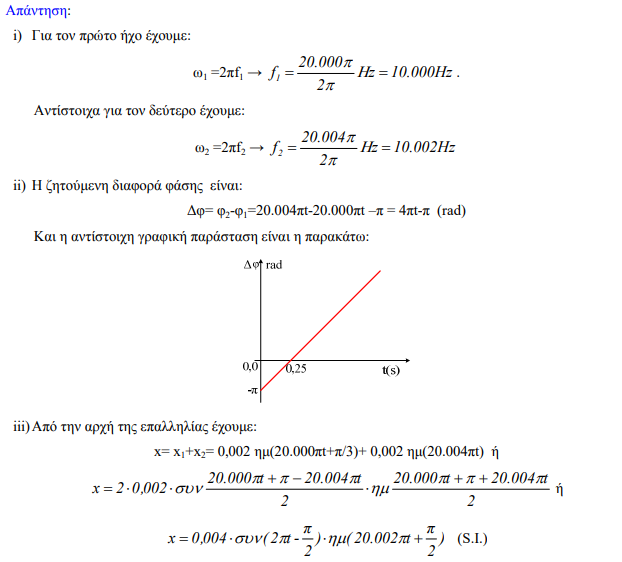 Απάντηση:
i) Για τον πρώτο ήχο έχουμε:
ω₁ =2πf₁ → f₁ = 20.000π / 2π Hz = 10.000Hz .
Αντίστοιχα για τον δεύτερο έχουμε:
ω₂ =2πf₂ → f₂ = 20.004π / 2π Hz = 10.002Hz
ii) Η ζητούμενη διαφορά φάσης είναι:
Δφ= φ₂-φ₁=20.004πt-20.000πt –π = 4πt-π (rad)
Και η αντίστοιχη γραφική παράσταση είναι η παρακάτω:
Δφ rad
0,0 0,25 t(s)
-π
iii) Από την αρχή της επαλληλίας έχουμε:
x= x₁+x₂= 0,002 ημ(20.000πt+π/3)+ 0,002 ημ(20.004πt) ή
x = 2·0,002·συν 20.000πt + π − 20.004πt / 2 ·ημ 20.000πt + π + 20.004πt / 2 ή
x = 0,004·συν(2πt - π/2)·ημ(20.002πt + π/2) (S.I.)